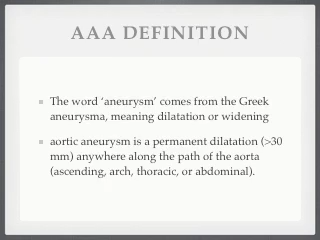 AAA DEFINITION
The word ‘aneurysm’ comes from the Greek
aneurysma, meaning dilatation or widening
aortic aneurysm is a permanent dilatation (>30
mm) anywhere along the path of the aorta
(ascending, arch, thoracic, or abdominal).